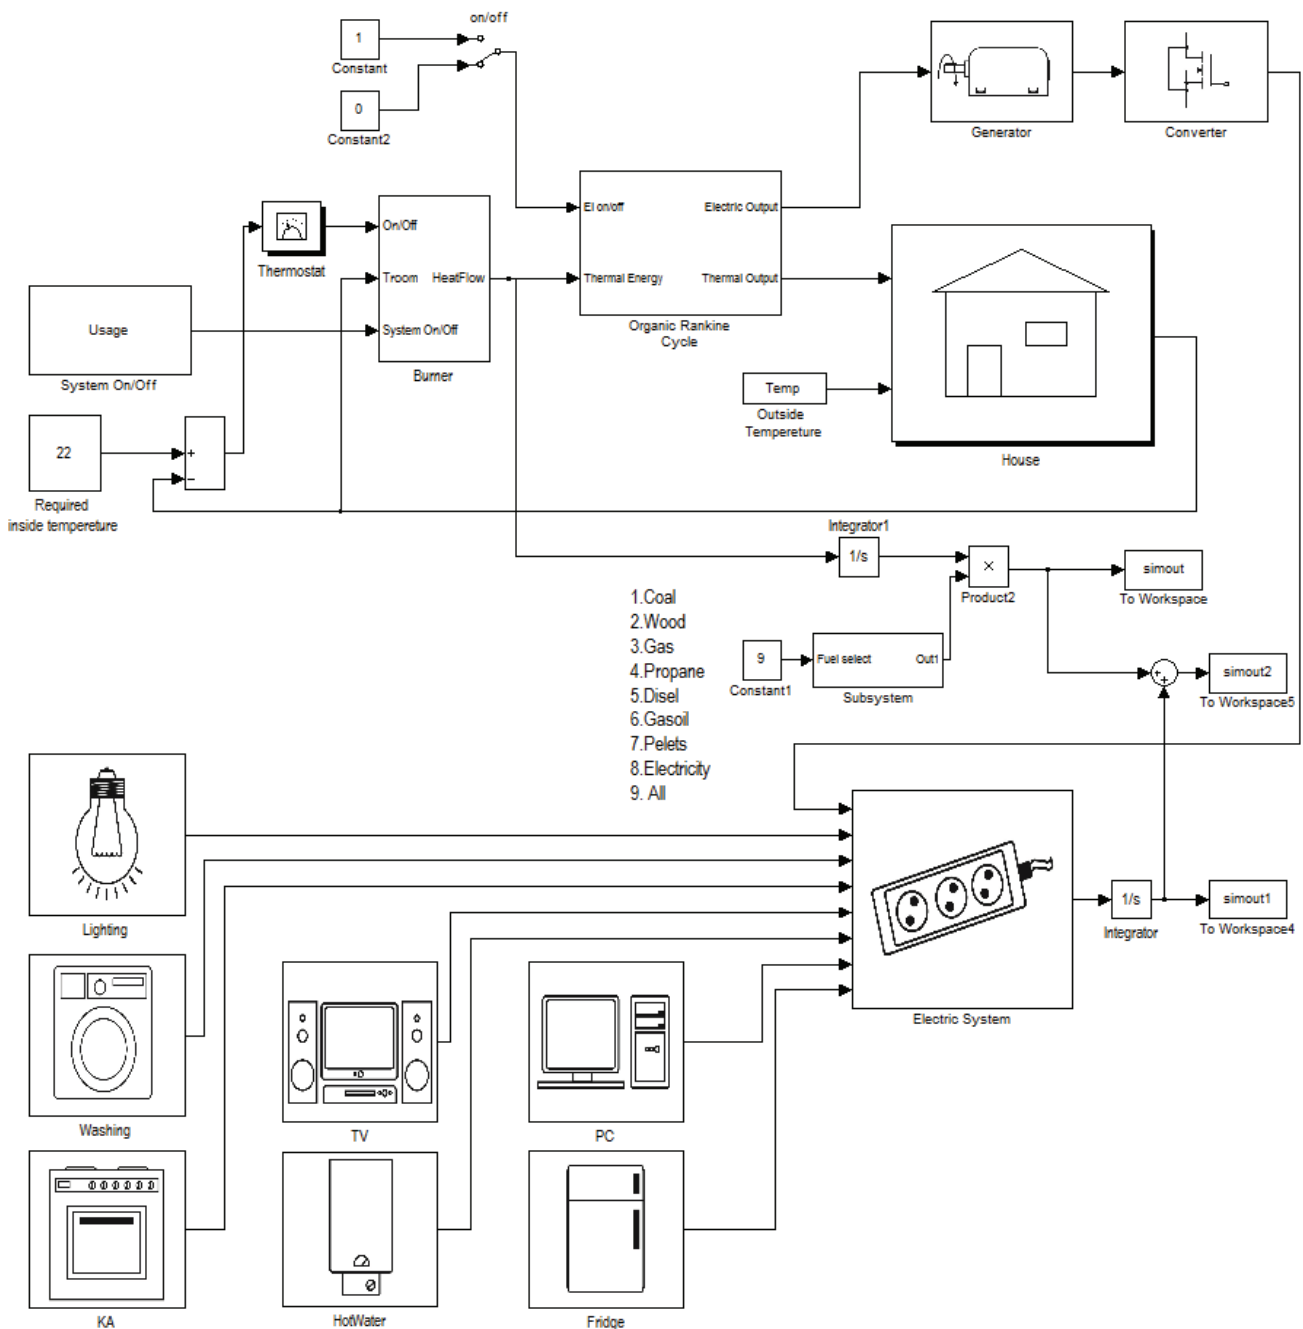 on/off
1
Constant
0
Constant2
Generator
Converter
El on/off
Electric Output
Thermal Energy
Thermal Output
Organic Rankine
Cycle
Thermostat
On/Off
Troom
HeatFlow
System On/Off
Burner
Usage
System On/Off
Temp
Outside
Tempereture
House
22
+
−
Required
inside tempereture
Integrator1
1/s
×
Product2
simout
To Workspace
1.Coal
2.Wood
3.Gas
4.Propane
5.Disel
6.Gasoil
7.Pelets
8.Electricity
9. All
9
Constant1
Fuel select
Out1
Subsystem
+
+
simout2
To Workspace5
Lighting
Electric System
1/s
Integrator
simout1
To Workspace4
Washing
TV
PC
KA
HotWater
Fridge